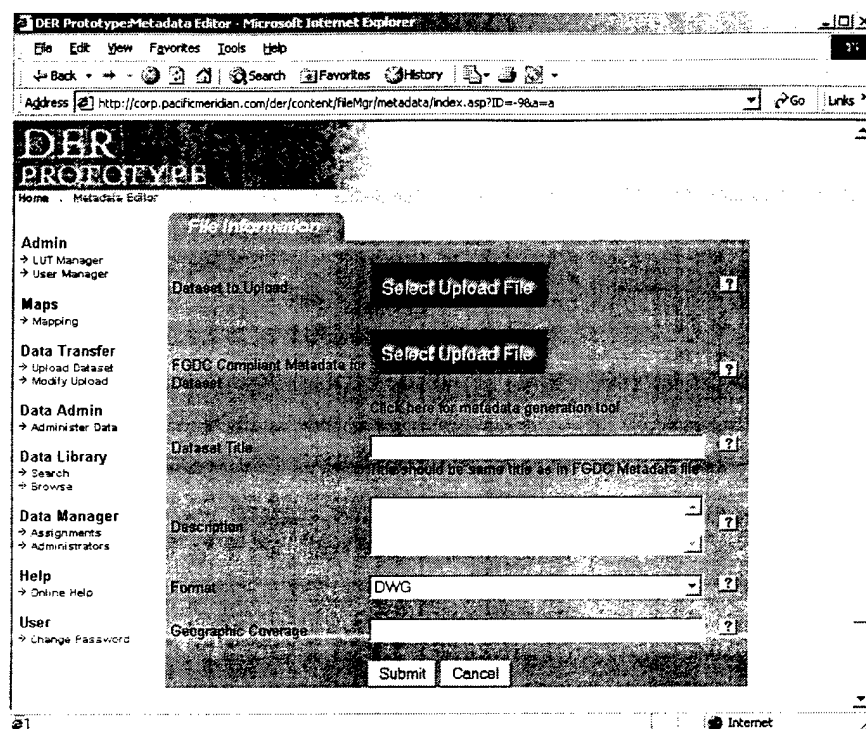 DER Prototype:Metadata Editor - Microsoft Internet Explorer
File Edit View Favorites Tools Help
Back Search Favorites History
Address http://corp.pacificmeridian.com/der/content/fileMgr/metadata/index.asp?ID=-9&a=a Go Links
DER
PROTOTYPE
Home . Metadata Editor
File Information
Admin
→ LUT Manager
→ User Manager
Maps
→ Mapping
Data Transfer
→ Upload Dataset
→ Modify Upload
Data Admin
→ Administer Data
Data Library
→ Search
→ Browse
Data Manager
→ Assignments
→ Administrators
Help
→ Online Help
User
→ Change Password
Dataset to Upload Select Upload File ?
FGDC Compliant Metadata for Select Upload File ?
Dataset
Click here for metadata generation tool
Dataset Title ?
Title should be same title as in FGDC Metadata file
Description ?
Format DWG ?
Geographic Coverage ?
Submit Cancel
1 Internet